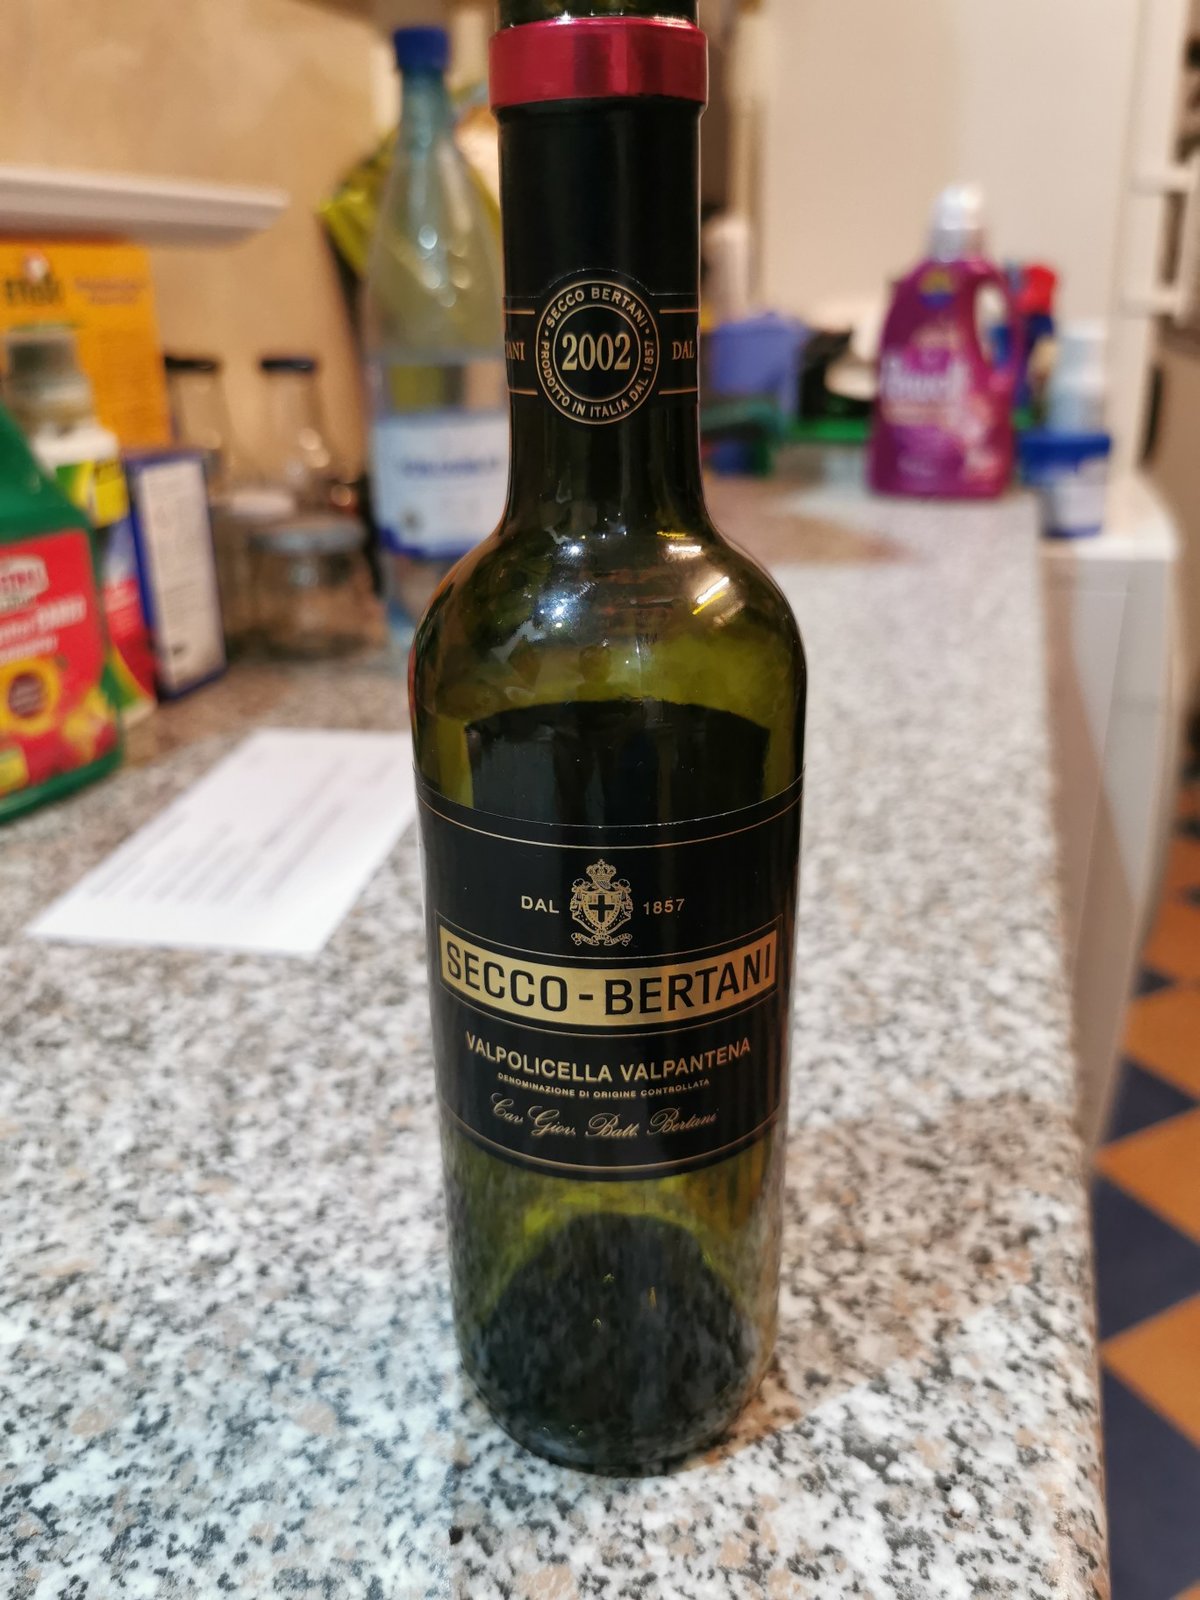 SECCO BERTANI
2002
PRODOTTO IN ITALIA DAL 1857
DAL
DAL 1857
SECCO-BERTANI
VALPOLICELLA VALPANTENA
DENOMINAZIONE DI ORIGINE CONTROLLATA
Cav. Giov. Batt. Bertani